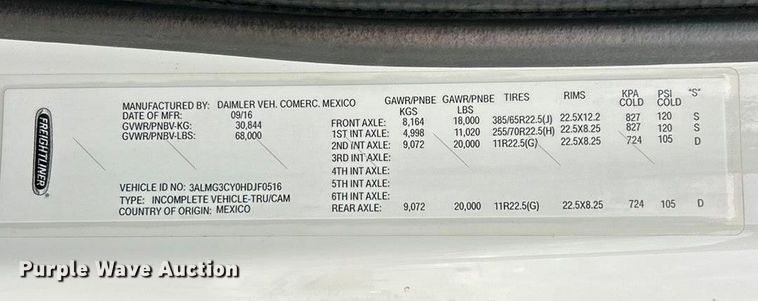 FREIGHTLINER
MANUFACTURED BY: DAIMLER VEH. COMERC. MEXICO
DATE OF MFR: 09/16
GVWR/PNBV-KG: 30,844
GVWR/PNBV-LBS: 68,000
VEHICLE ID NO: 3ALMG3CY0HDJF0516
TYPE: INCOMPLETE VEHICLE-TRU/CAM
COUNTRY OF ORIGIN: MEXICO
GAWR/PNBE KGS GAWR/PNBE LBS TIRES RIMS KPA COLD PSI COLD "S"
FRONT AXLE: 8,164 18,000 385/65R22.5(J) 22.5X12.2 827 120 S
1ST INT AXLE: 4,998 11,020 255/70R22.5(H) 22.5X8.25 827 120 S
2ND INT AXLE: 9,072 20,000 11R22.5(G) 22.5X8.25 724 105 D
3RD INT AXLE:
4TH INT AXLE:
5TH INT AXLE:
6TH INT AXLE:
REAR AXLE: 9,072 20,000 11R22.5(G) 22.5X8.25 724 105 D
Purple Wave Auction